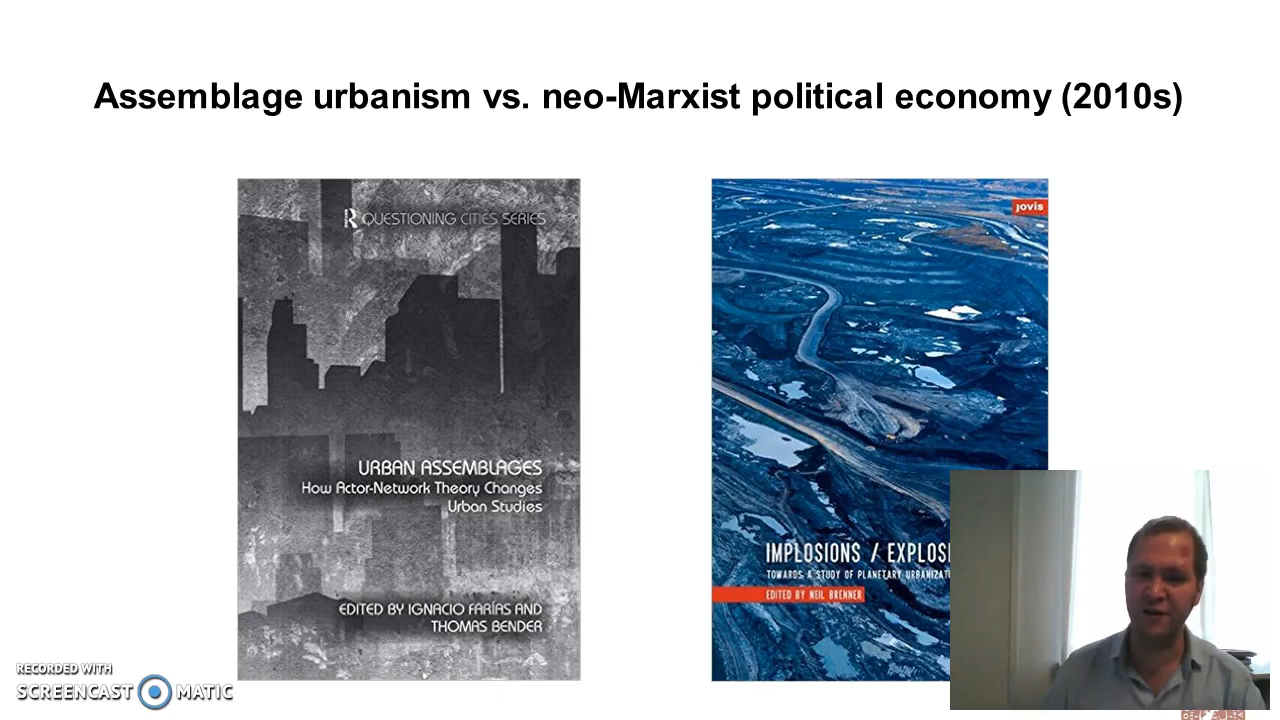 Assemblage urbanism vs. neo-Marxist political economy (2010s)
QUESTIONING CITIES SERIES
URBAN ASSEMBLAGES
How Actor-Network Theory Changes
Urban Studies
EDITED BY IGNACIO FARÍAS AND
THOMAS BENDER
jovis
IMPLOSIONS / EXPLOSI
TOWARDS A STUDY OF PLANETARY URBANIZAT
EDITED BY NEIL BRENNER
RECORDED WITH
SCREENCAST MATIC